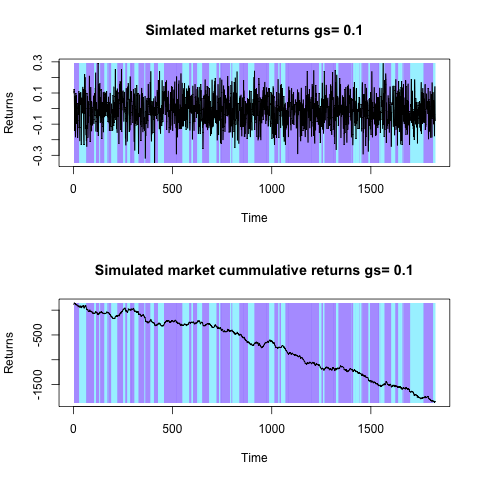 Simlated market returns gs= 0.1
Returns
0.3
0.1
-0.1
-0.3
0
500
1000
1500
Time
Simulated market cummulative returns gs= 0.1
Returns
-500
-1500
0
500
1000
1500
Time